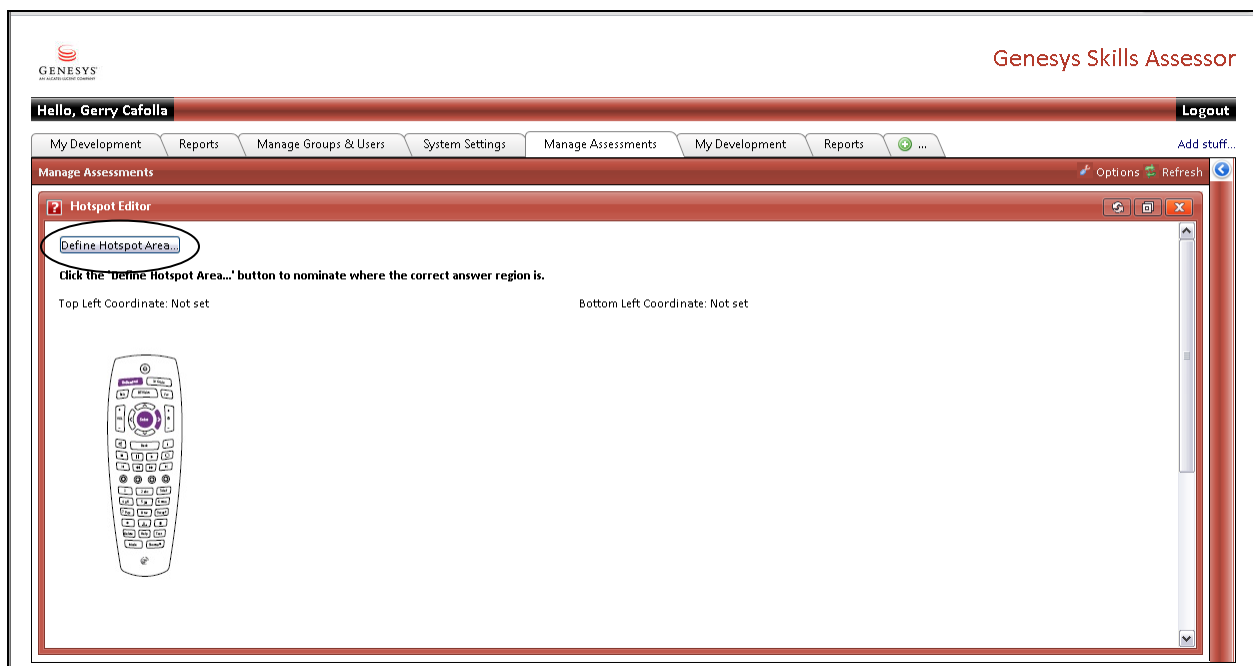 GENESYS
AN ALCATEL-LUCENT COMPANY
Genesys Skills Assessor
Hello, Gerry Cafolla
Logout
My Development Reports Manage Groups & Users System Settings Manage Assessments My Development Reports ... Add stuff...
Manage Assessments
Options Refresh
? Hotspot Editor
Define Hotspot Area...
Click the 'Define Hotspot Area...' button to nominate where the correct answer region is.
Top Left Coordinate: Not set
Bottom Left Coordinate: Not set